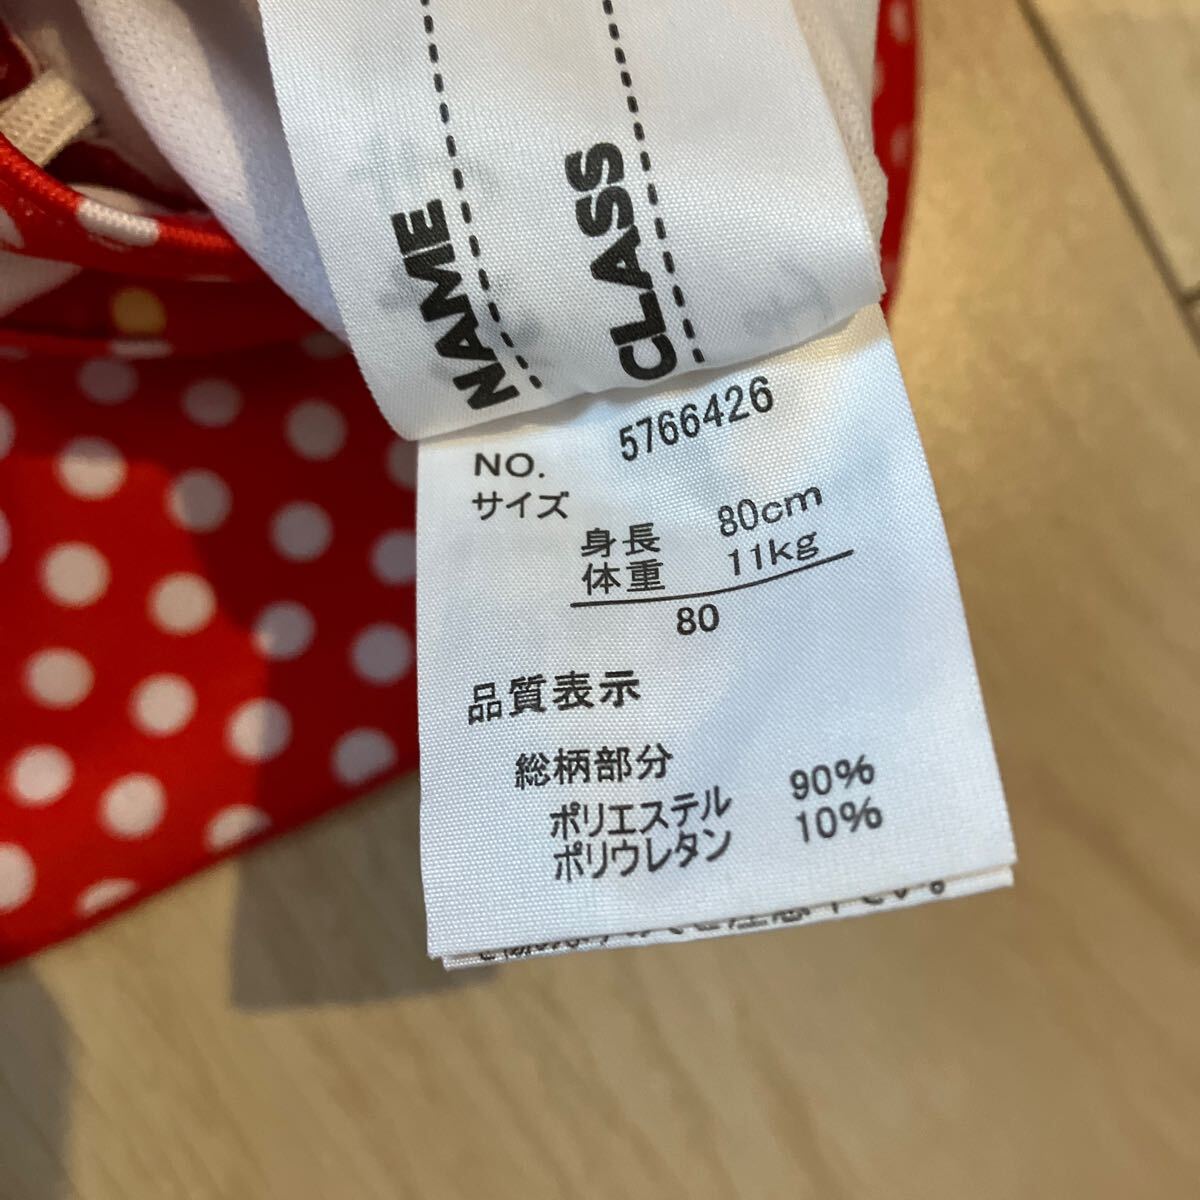 NAME
CLASS
NO. 5766426
サイズ
身長 80cm
体重 11kg
80
品質表示
総柄部分
ポリエステル 90%
ポリウレタン 10%